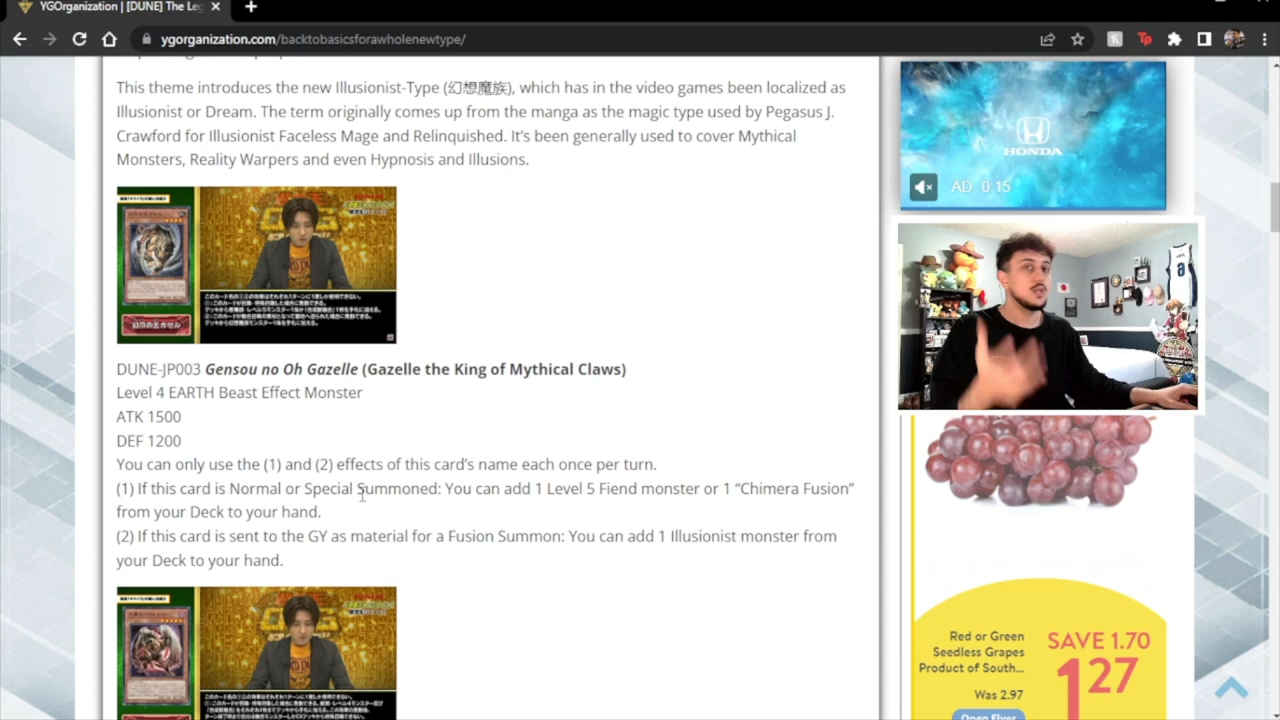 YGOrganization | [DUNE] The Leg
ygorganization.com/backtobasicsforawholenewtype/
This theme introduces the new Illusionist-Type (幻想魔族), which has in the video games been localized as
Illusionist or Dream. The term originally comes up from the manga as the magic type used by Pegasus J.
Crawford for Illusionist Faceless Mage and Relinquished. It's been generally used to cover Mythical
Monsters, Reality Warpers and even Hypnosis and Illusions.
DUNE-JP003 Gensou no Oh Gazelle (Gazelle the King of Mythical Claws)
Level 4 EARTH Beast Effect Monster
ATK 1500
DEF 1200
You can only use the (1) and (2) effects of this card's name each once per turn.
(1) If this card is Normal or Special Summoned: You can add 1 Level 5 Fiend monster or 1 “Chimera Fusion”
from your Deck to your hand.
(2) If this card is sent to the GY as material for a Fusion Summon: You can add 1 Illusionist monster from
your Deck to your hand.
HONDA
AD 0:15
Red or Green
Seedless Grapes
Product of South...
Was 2.97
SAVE 1.70
1 27
Open Flyer
Tp